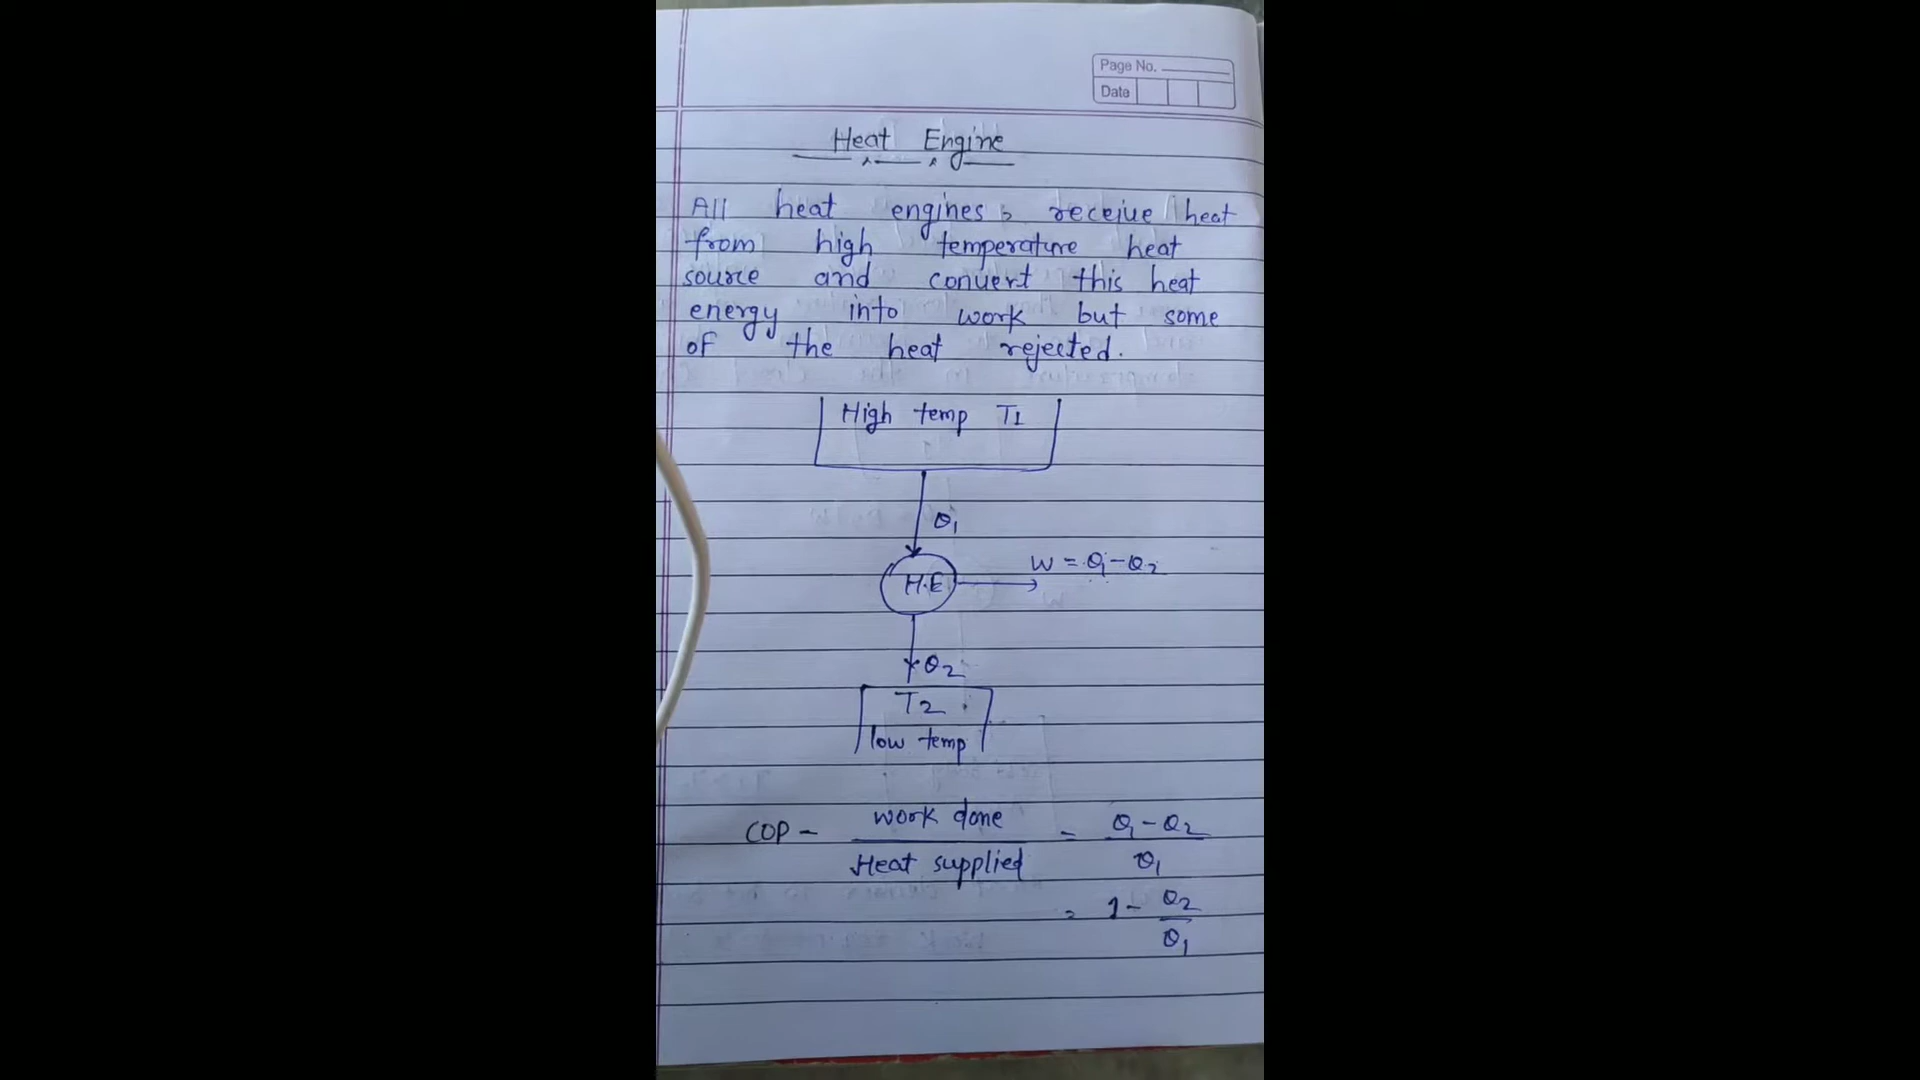 Page No.
Date
Heat Engine
All heat engines, receive heat
from high temperature heat
source and convert this heat
energy into work but some
of the heat rejected.
High temp T1
Q1
W = Q1 - Q2
H.E
Q2
T2
low temp
COP - work done / Heat supplied = Q1 - Q2 / Q1
= 1 - Q2 / Q1